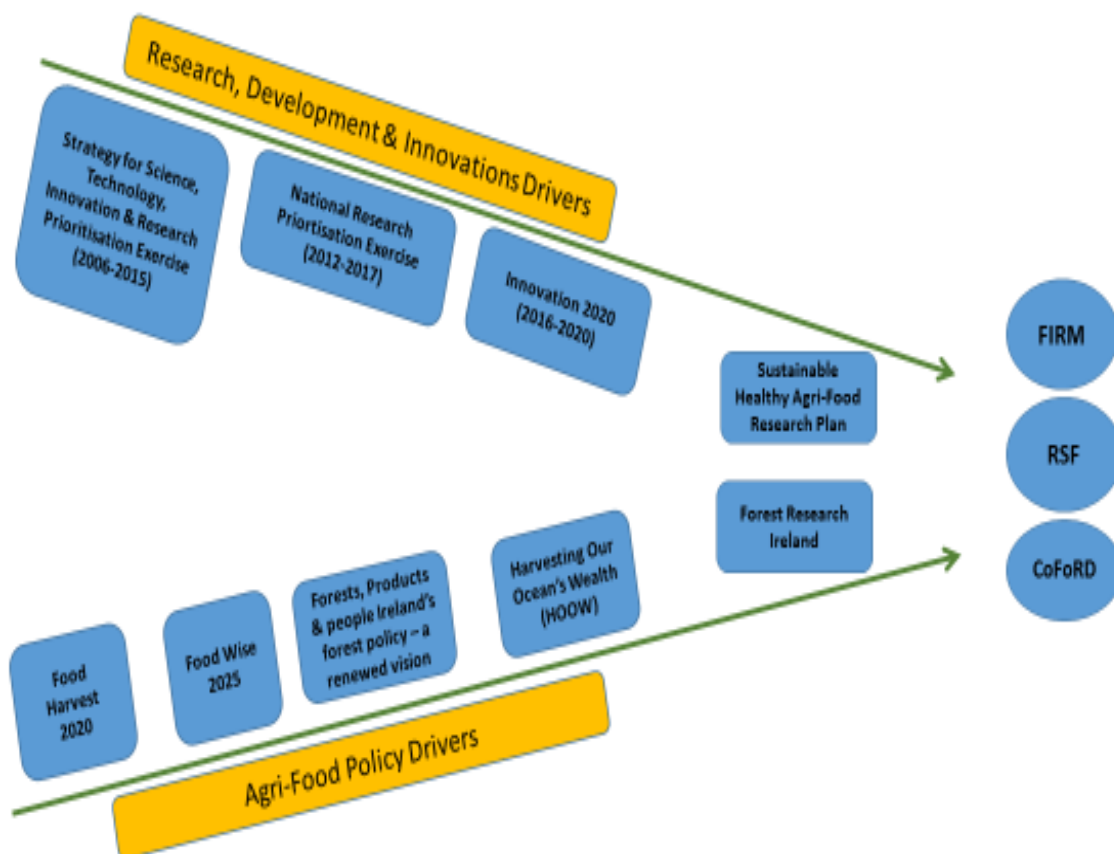 Research, Development & Innovations Drivers
Strategy for Science,
Technology,
Innovation & Research
Prioritisation Exercise
(2006-2015)
National Research
Priortisation Exercise
(2012-2017)
Innovation 2020
(2016-2020)
Sustainable
Healthy Agri-Food
Research Plan
Forest Research
Ireland
FIRM
RSF
CoFoRD
Food
Harvest
2020
Food Wise
2025
Forests, Products
& people Ireland's
forest policy – a
renewed vision
Harvesting Our
Ocean's Wealth
(HOOW)
Agri-Food Policy Drivers